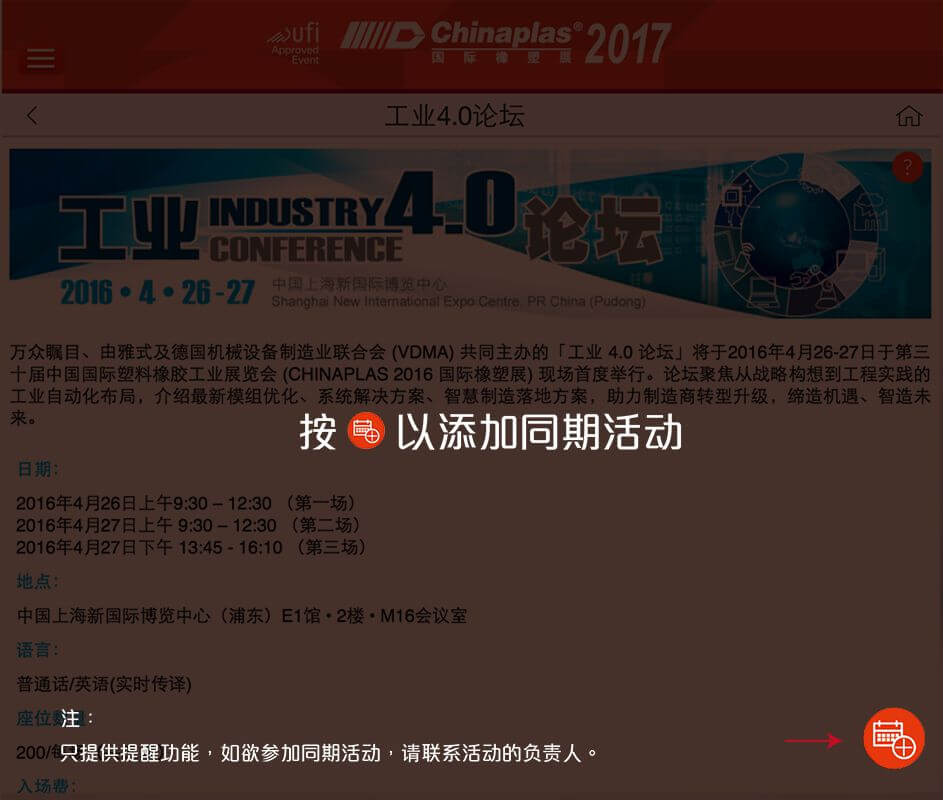 ufi
Approved
Event
Chinaplas® 2017
国际橡塑展
工业4.0论坛
?
工业 INDUSTRY 4.0 论坛
CONFERENCE
2016 • 4 • 26-27
中国上海新国际博览中心
Shanghai New International Expo Centre, PR China (Pudong)
万众瞩目、由雅式及德国机械设备制造业联合会 (VDMA) 共同主办的「工业 4.0 论坛」将于2016年4月26-27日于第三
十届中国国际塑料橡胶工业展览会 (CHINAPLAS 2016 国际橡塑展) 现场首度举行。论坛聚焦从战略构想到工程实践的
工业自动化布局，介绍最新模组优化、系统解决方案、智慧制造落地方案，助力制造商转型升级，缔造机遇、智造未
来。
按 以添加同期活动
日期:
2016年4月26日上午9:30 – 12:30 （第一场）
2016年4月27日上午 9:30 – 12:30 （第二场）
2016年4月27日下午 13:45 - 16:10 （第三场）
地点:
中国上海新国际博览中心（浦东）E1馆 • 2楼 • M16会议室
语言:
普通话/英语(实时传译)
座位
注：
200/
只提供提醒功能，如欲参加同期活动，请联系活动的负责人。
入场费: